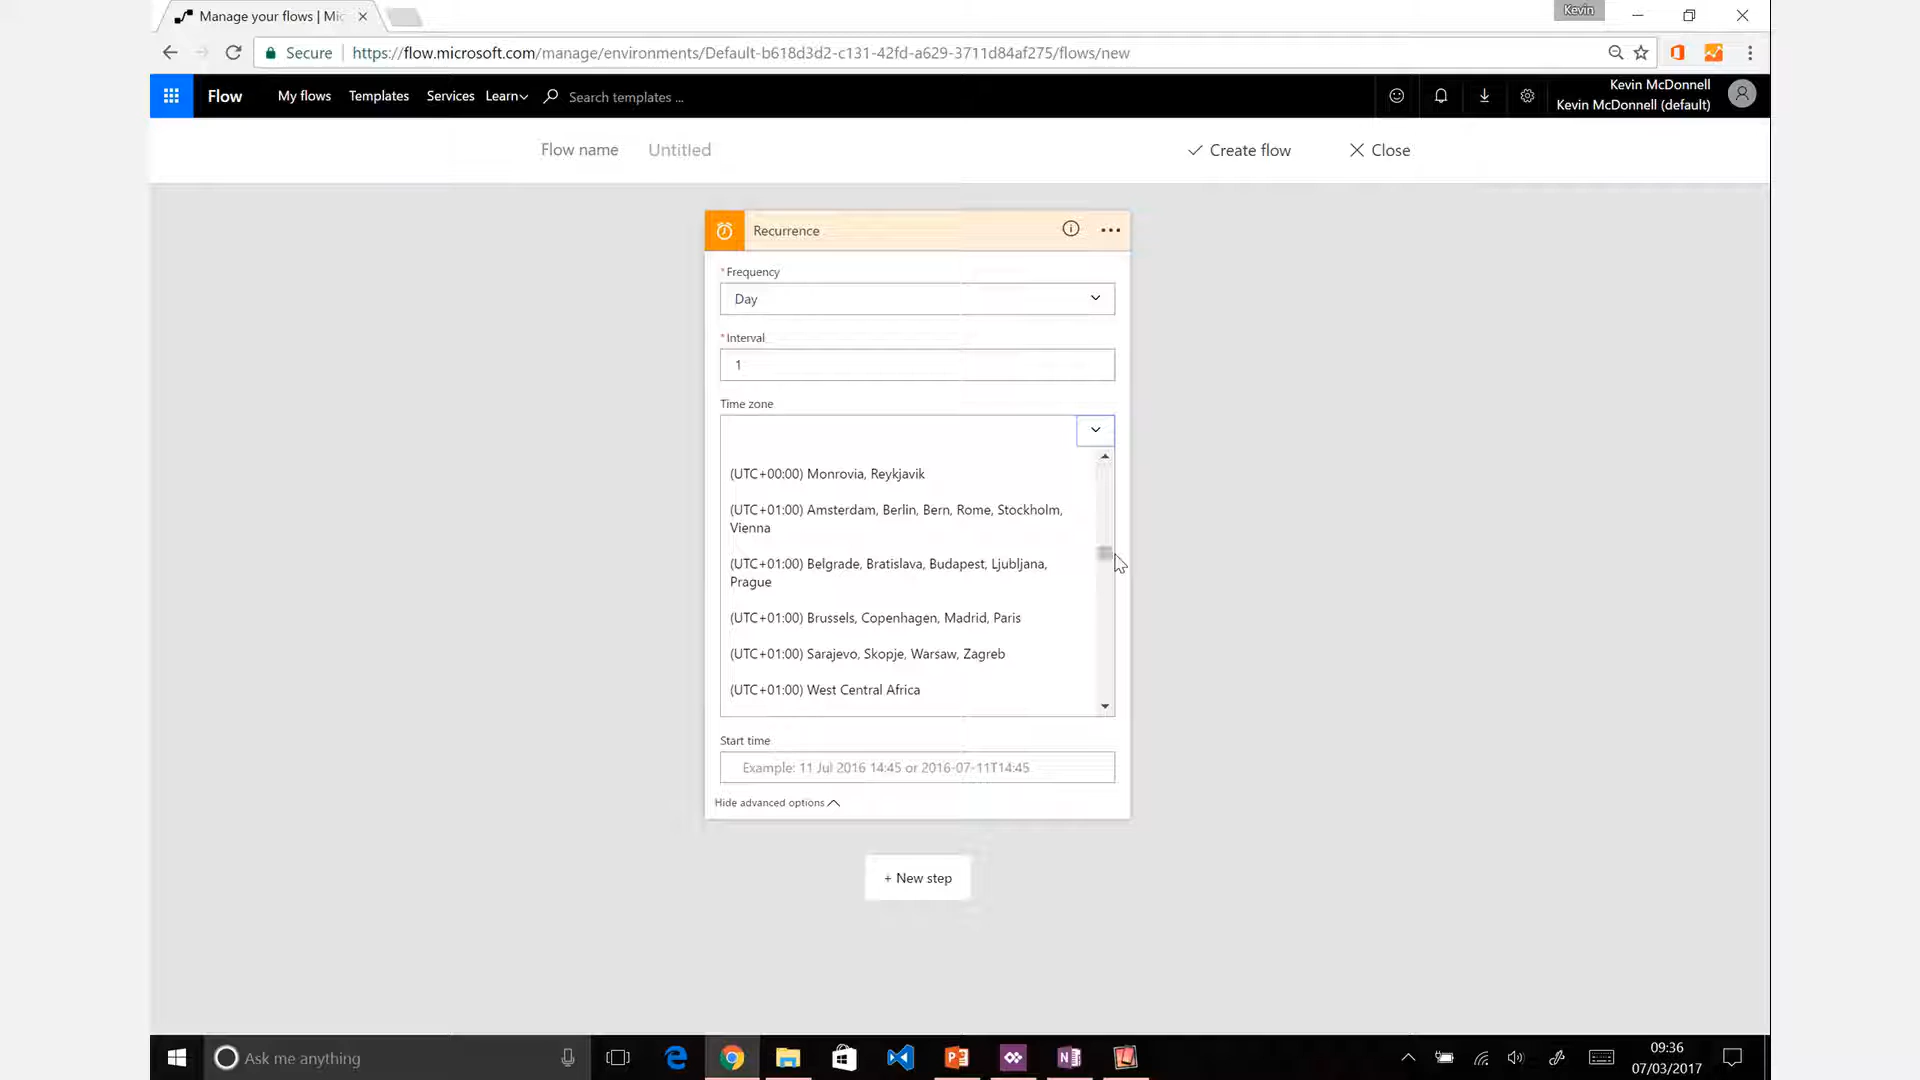 Manage your flows | Mic
Kevin
Secure
https://flow.microsoft.com/manage/environments/Default-b618d3d2-c131-42fd-a629-3711d84af275/flows/new
Flow
My flows
Templates
Services
Learn
Search templates ...
Kevin McDonnell
Kevin McDonnell (default)
Flow name
Untitled
Create flow
Close
Recurrence
* Frequency
Day
* Interval
1
Time zone
(UTC+00:00) Monrovia, Reykjavik
(UTC+01:00) Amsterdam, Berlin, Bern, Rome, Stockholm,
Vienna
(UTC+01:00) Belgrade, Bratislava, Budapest, Ljubljana,
Prague
(UTC+01:00) Brussels, Copenhagen, Madrid, Paris
(UTC+01:00) Sarajevo, Skopje, Warsaw, Zagreb
(UTC+01:00) West Central Africa
Start time
Example: 11 Jul 2016 14:45 or 2016-07-11T14:45
Hide advanced options
+ New step
Ask me anything
09:36
07/03/2017